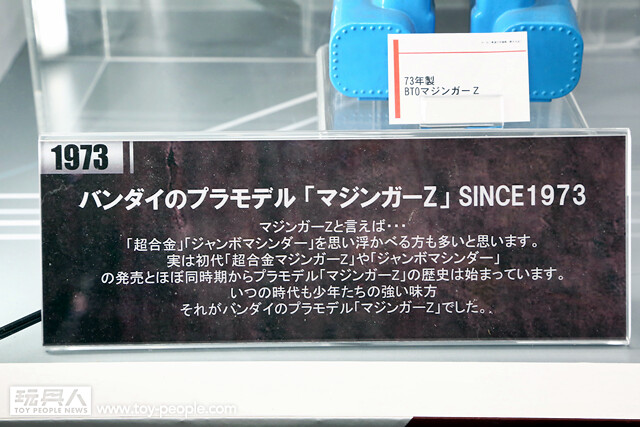 73年製
BTOマジンガーZ
1973
バンダイのプラモデル「マジンガーZ」SINCE1973
マジンガーZと言えば・・・
「超合金」「ジャンボマシンダー」を思い浮かべる方も多いと思います。
実は初代「超合金マジンガーZ」や「ジャンボマシンダー」
の発売とほぼ同時期からプラモデル「マジンガーZ」の歴史は始まっています。
いつの時代も少年たちの強い味方
それがバンダイのプラモデル「マジンガーZ」でした。.
玩具人
TOY PEOPLE NEWS
www.toy-people.com